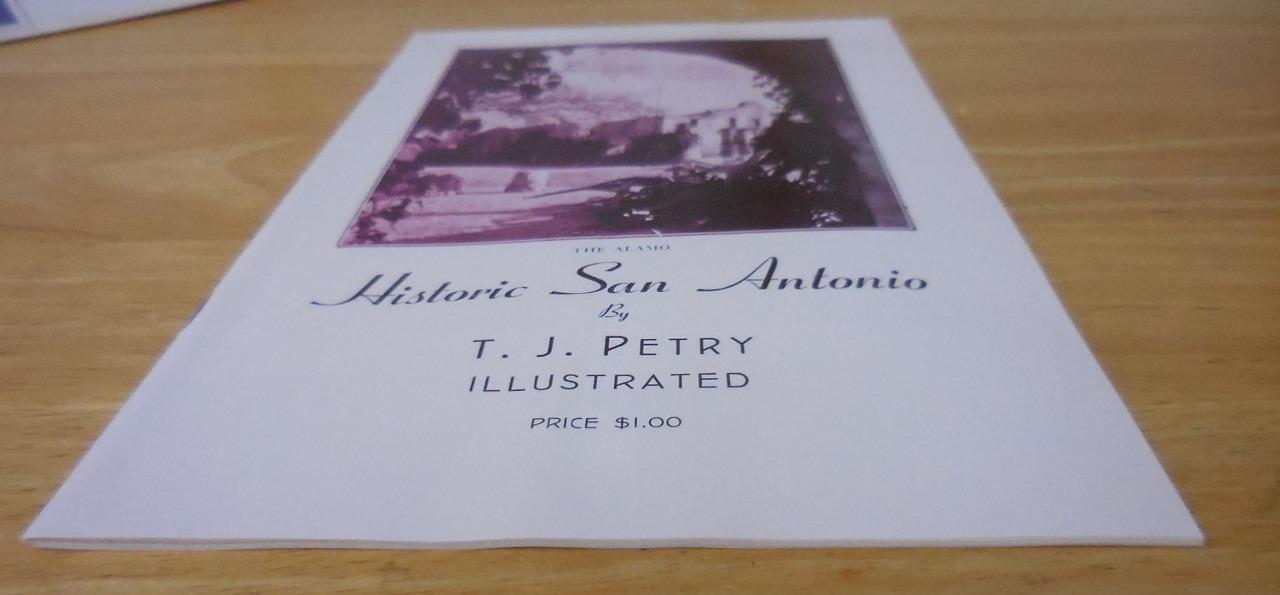 THE ALAMO
Historic San Antonio
By
T. J. PETRY
ILLUSTRATED
PRICE $1.00